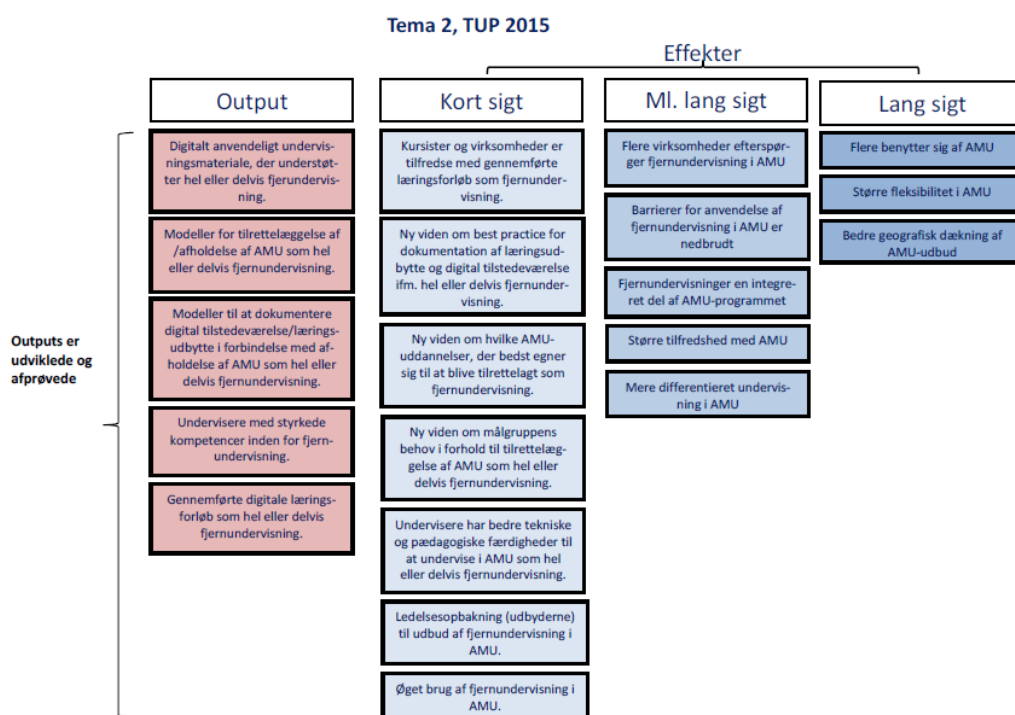 Tema 2, TUP 2015
Effekter
Output
Kort sigt
Ml. lang sigt
Lang sigt
Outputs er
udviklede og
afprøvede
Digitalt anvendeligt undervis-
ningsmateriale, der understøt-
ter hel eller delvis fjerundervis-
ning.
Modeller for tilrettelæggelse af
/afholdelse af AMU som hel
eller delvis fjernundervisning.
Modeller til at dokumentere
digital tilstedeværelse/lærings-
udbytte i forbindelse med af-
holdelse af AMU som hel eller
delvis fjernundervisning.
Undervisere med styrkede
kompetencer inden for fjern-
undervisning.
Gennemførte digitale lærings-
forløb som hel eller delvis
fjernundervisning.
Kursister og virksomheder er
tilfredse med gennemførte
læringsforløb som fjernunder-
visning.
Ny viden om best practice for
dokumentation af læringsud-
bytte og digital tilstedeværelse
ifm. hel eller delvis fjernunder-
visning.
Ny viden om hvilke AMU-
uddannelser, der bedst egner
sig til at blive tilrettelagt som
fjernundervisning.
Ny viden om målgruppens
behov i forhold til tilrettelæg-
gelse af AMU som hel eller
delvis fjernundervisning.
Undervisere har bedre tekniske
og pædagogiske færdigheder til
at undervise i AMU som hel
eller delvis fjernundervisning.
Ledelsesopbakning (udbyderne)
til udbud af fjernundervisning i
AMU.
Øget brug af fjernundervisning i
AMU.
Flere virksomheder efterspør-
ger fjernundervisning i AMU
Barrierer for anvendelse af
fjernundervisning i AMU er
nedbrudt
Fjernundervisninger en integreret
del af AMU-programmet
Større tilfredshed med AMU
Mere differentieret undervis-
ning i AMU
Flere benytter sig af AMU
Større fleksibilitet i AMU
Bedre geografisk dækning af
AMU-udbud